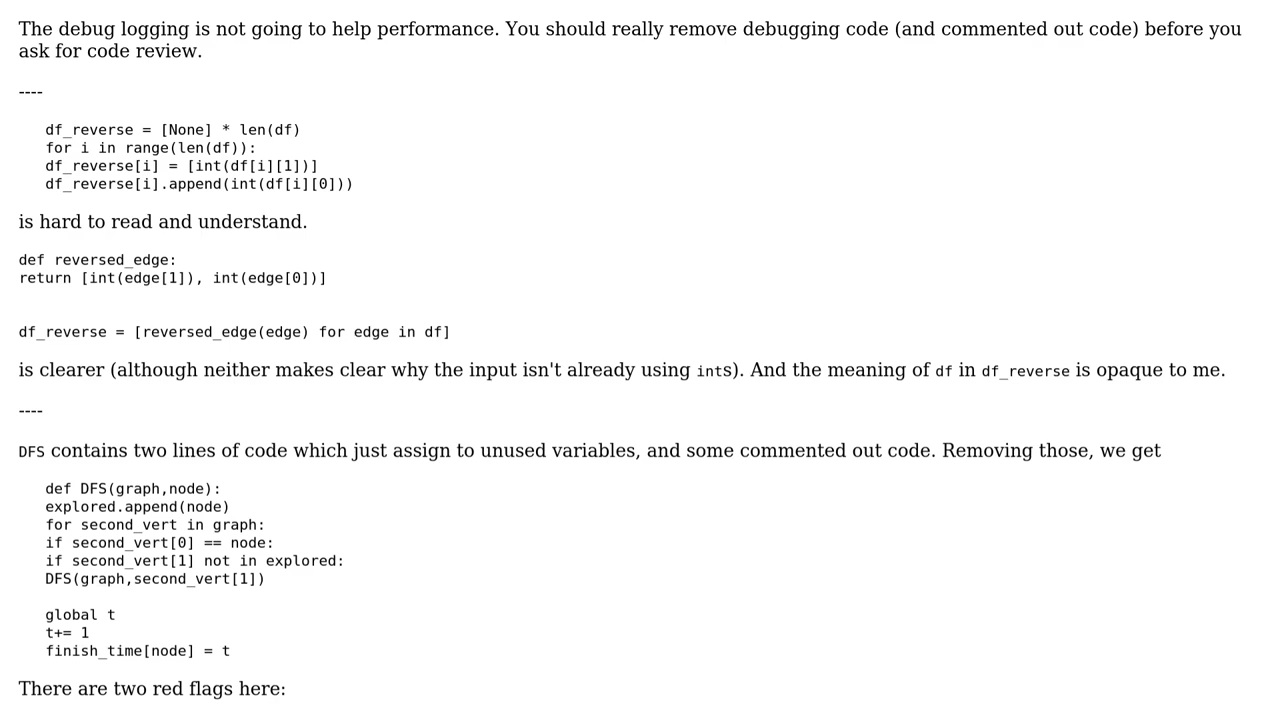 The debug logging is not going to help performance. You should really remove debugging code (and commented out code) before you
ask for code review.
----
df_reverse = [None] * len(df)
for i in range(len(df)):
df_reverse[i] = [int(df[i][1])]
df_reverse[i].append(int(df[i][0]))
is hard to read and understand.
def reversed_edge:
return [int(edge[1]), int(edge[0])]
df_reverse = [reversed_edge(edge) for edge in df]
is clearer (although neither makes clear why the input isn't already using ints). And the meaning of df in df_reverse is opaque to me.
----
DFS contains two lines of code which just assign to unused variables, and some commented out code. Removing those, we get
def DFS(graph,node):
explored.append(node)
for second_vert in graph:
if second_vert[0] == node:
if second_vert[1] not in explored:
DFS(graph,second_vert[1])
global t
t+= 1
finish_time[node] = t
There are two red flags here: